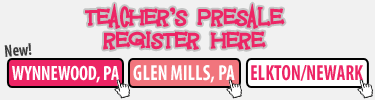 TEACHER'S PRESALE
REGISTER HERE
New!
WYNNEWOOD, PA GLEN MILLS, PA ELKTON/NEWARK